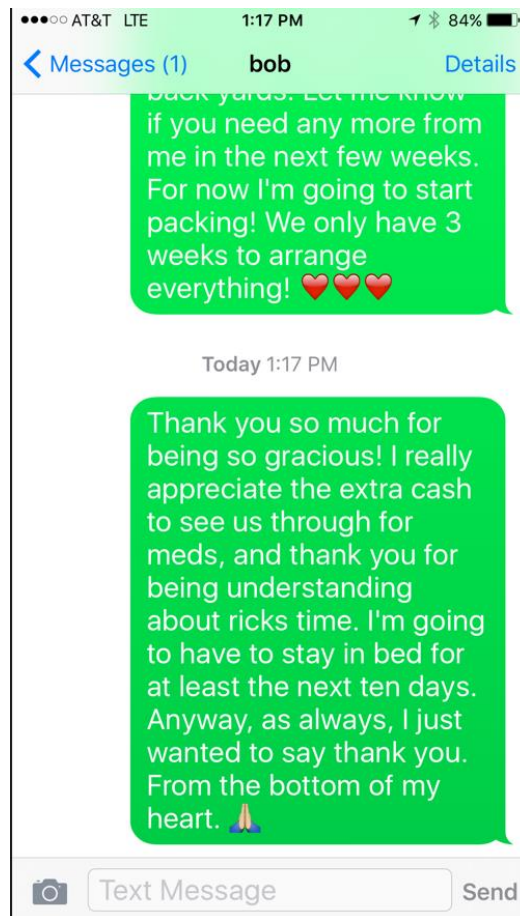 AT&T LTE 1:17 PM 84%
Messages (1) bob Details
back yards. Let me know
if you need any more from
me in the next few weeks.
For now I'm going to start
packing! We only have 3
weeks to arrange
everything! ❤️❤️❤️
Today 1:17 PM
Thank you so much for
being so gracious! I really
appreciate the extra cash
to see us through for
meds, and thank you for
being understanding
about ricks time. I'm going
to have to stay in bed for
at least the next ten days.
Anyway, as always, I just
wanted to say thank you.
From the bottom of my
heart. 🙏🏼
Text Message Send